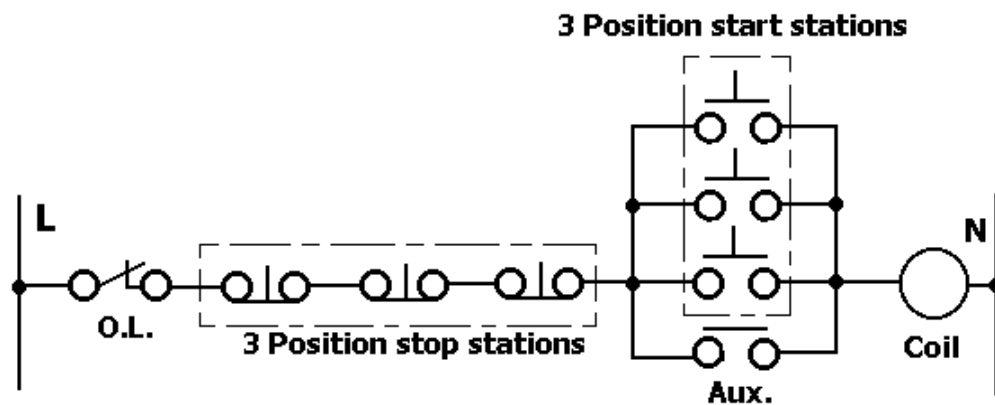 3 Position start stations
L
N
O.L.
3 Position stop stations
Coil
Aux.